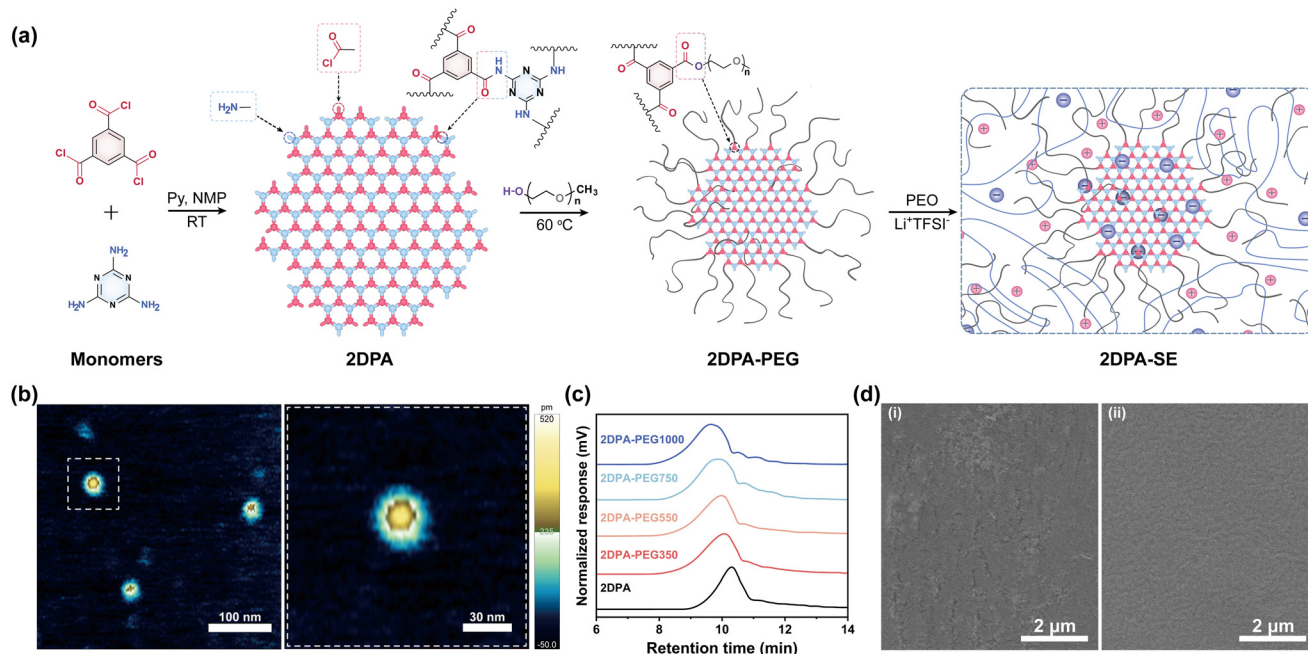 (a)
O
Cl
H₂N
O
O
O
H
N
O
N
N
N
NH
NH
O
O
O
O
O
n
O
Cl
O
Cl
O
O
Cl
+
NH₂
N
N
N
NH₂
NH₂
Py, NMP
RT
H-O
O
n
CH₃
60 °C
PEO
Li⁺TFSI⁻
Monomers
2DPA
2DPA-PEG
2DPA-SE
(b)
100 nm
30 nm
pm
520
235
-50.0
(c)
Normalized response (mV)
2DPA-PEG1000
2DPA-PEG750
2DPA-PEG550
2DPA-PEG350
2DPA
6 8 10 12 14
Retention time (min)
(d)
(i)
2 µm
(ii)
2 µm